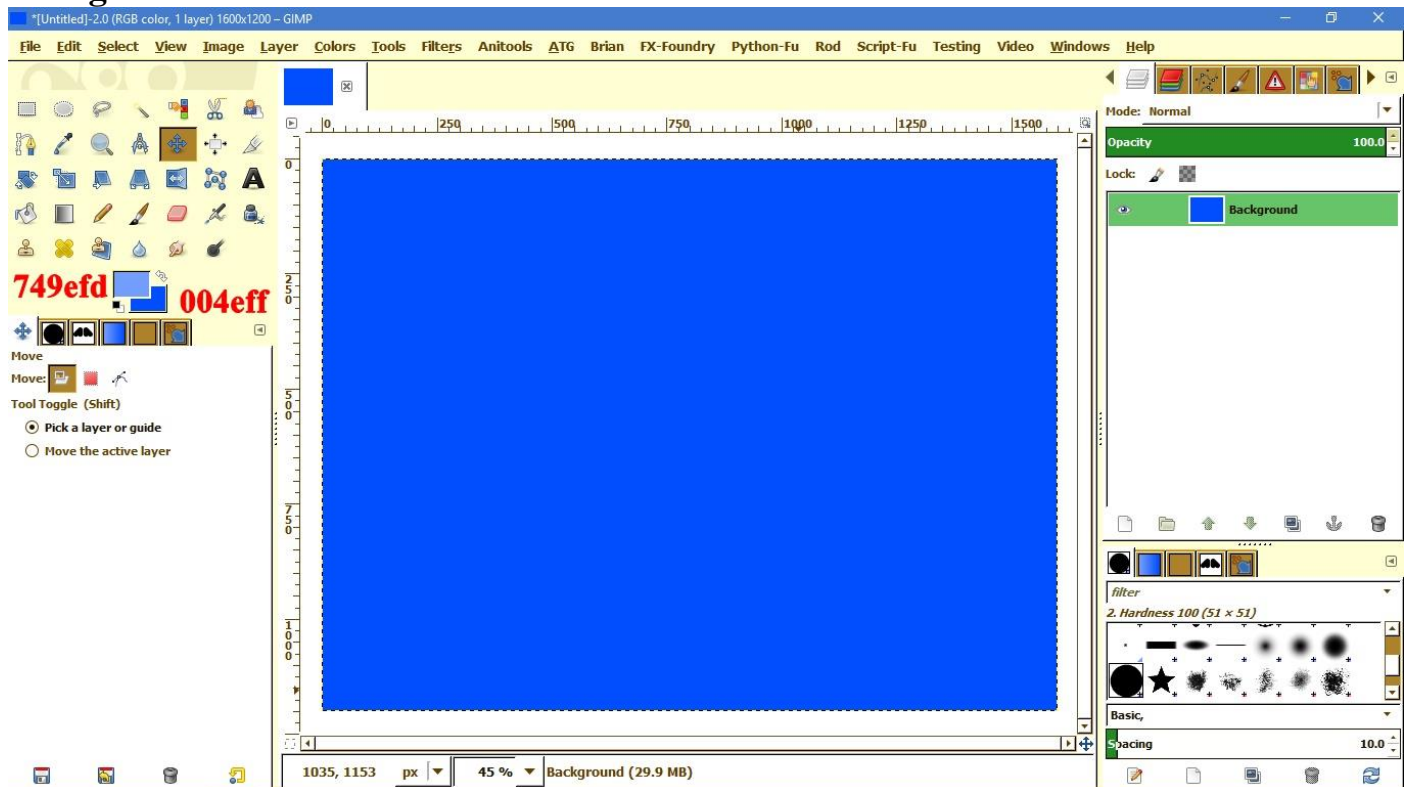 *[Untitled]-2.0 (RGB color, 1 layer) 1600x1200 – GIMP
File Edit Select View Image Layer Colors Tools Filters Anitools ATG Brian FX-Foundry Python-Fu Rod Script-Fu Testing Video Windows Help
0 250 500 750 1000 1250 1500
0
250
500
750
1000
749efd 004eff
Move
Move:
Tool Toggle (Shift)
Pick a layer or guide
Move the active layer
1035, 1153 px 45 % Background (29.9 MB)
Mode: Normal
Opacity 100.0
Lock:
Background
filter
2. Hardness 100 (51 × 51)
Basic,
Spacing 10.0